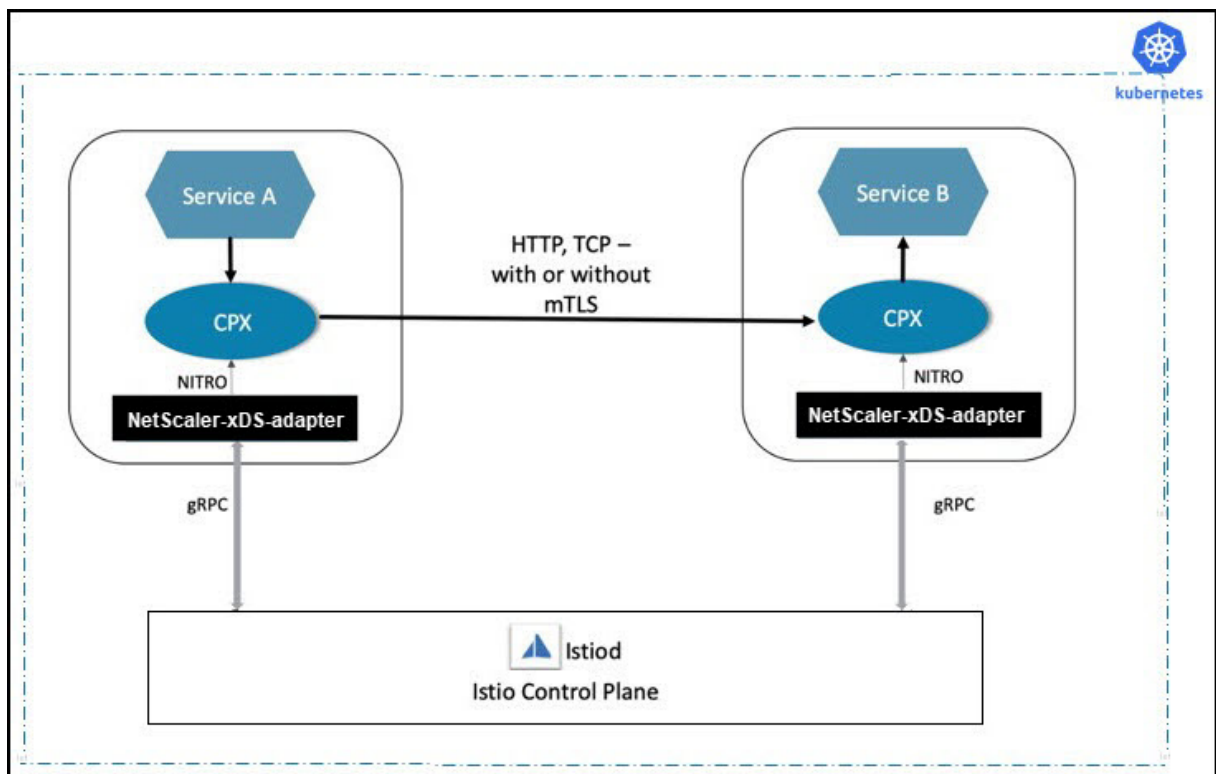 kubernetes
Service A
Service B
HTTP, TCP –
with or without
mTLS
CPX
CPX
NITRO
NITRO
NetScaler-xDS-adapter
NetScaler-xDS-adapter
gRPC
gRPC
Istiod
Istio Control Plane